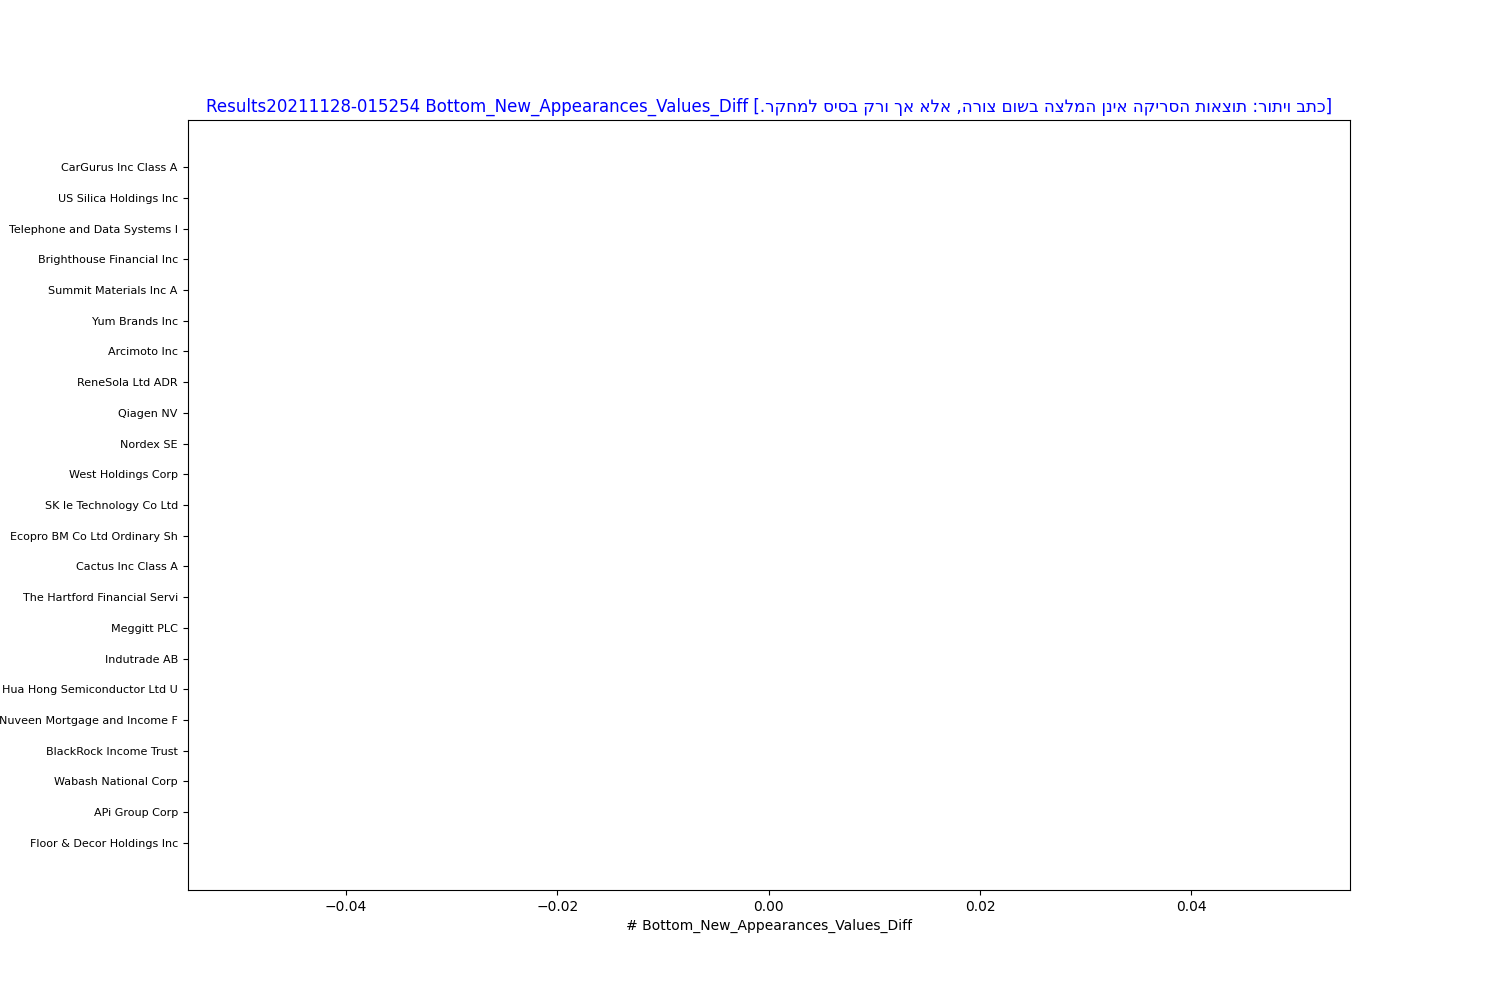 Results20211128-015254 Bottom_New_Appearances_Values_Diff [כתב ויתור: תוצאות הסריקה אינן המלצה בשום צורה, אלא אך ורק בסיס למחקר.]
CarGurus Inc Class A
US Silica Holdings Inc
Telephone and Data Systems I
Brighthouse Financial Inc
Summit Materials Inc A
Yum Brands Inc
Arcimoto Inc
ReneSola Ltd ADR
Qiagen NV
Nordex SE
West Holdings Corp
SK Ie Technology Co Ltd
Ecopro BM Co Ltd Ordinary Sh
Cactus Inc Class A
The Hartford Financial Servi
Meggitt PLC
Indutrade AB
Hua Hong Semiconductor Ltd U
Nuveen Mortgage and Income F
BlackRock Income Trust
Wabash National Corp
APi Group Corp
Floor & Decor Holdings Inc
−0.04 −0.02 0.00 0.02 0.04
# Bottom_New_Appearances_Values_Diff